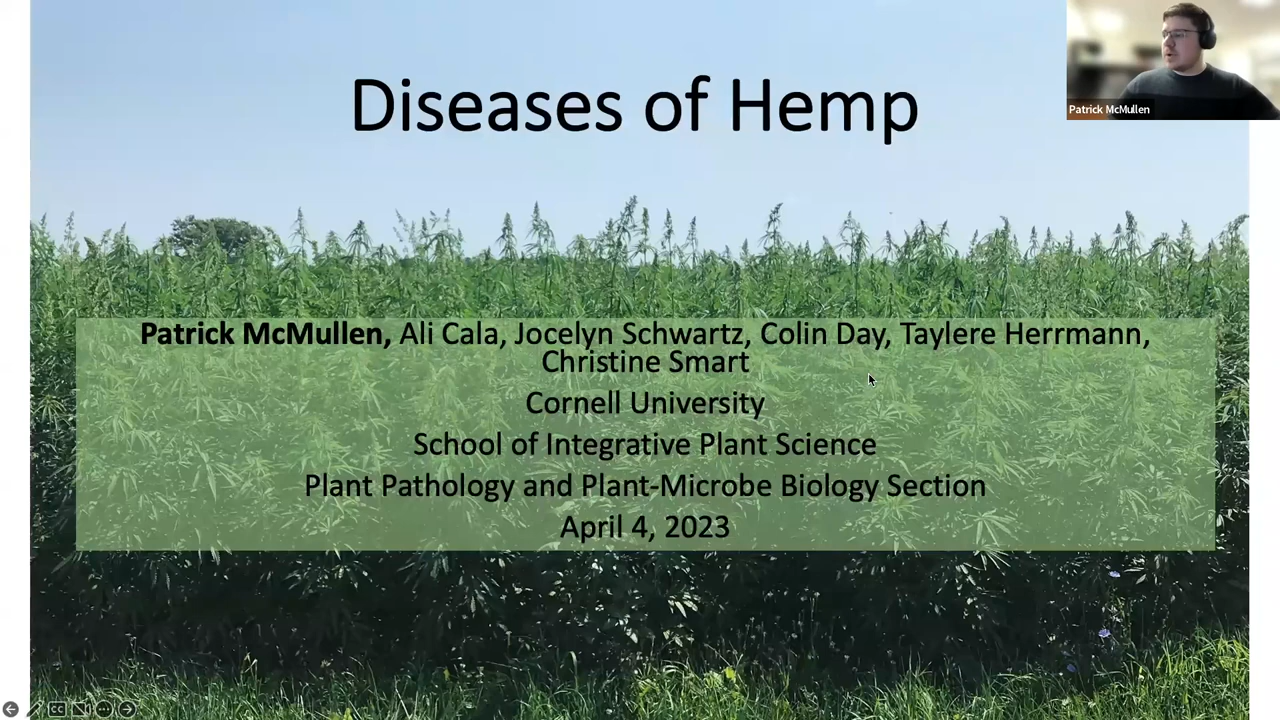 Diseases of Hemp
Patrick McMullen
Patrick McMullen, Ali Cala, Jocelyn Schwartz, Colin Day, Taylere Herrmann,
Christine Smart
Cornell University
School of Integrative Plant Science
Plant Pathology and Plant-Microbe Biology Section
April 4, 2023
CC